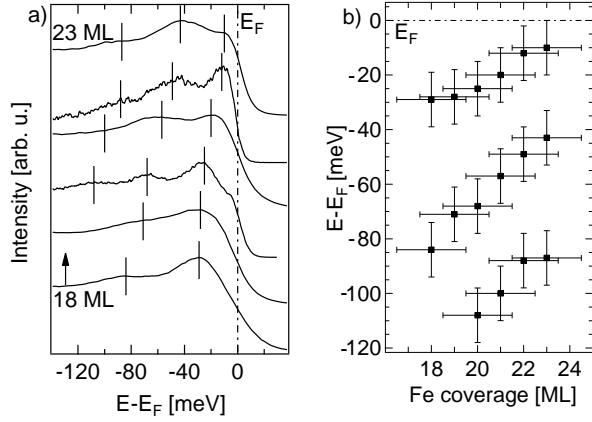 a)
E_F
23 ML
18 ML
Intensity [arb. u.]
-120 -80 -40 0
E-E_F [meV]
b)
E_F
0
-20
-40
-60
-80
-100
-120
E-E_F [meV]
18 20 22 24
Fe coverage [ML]